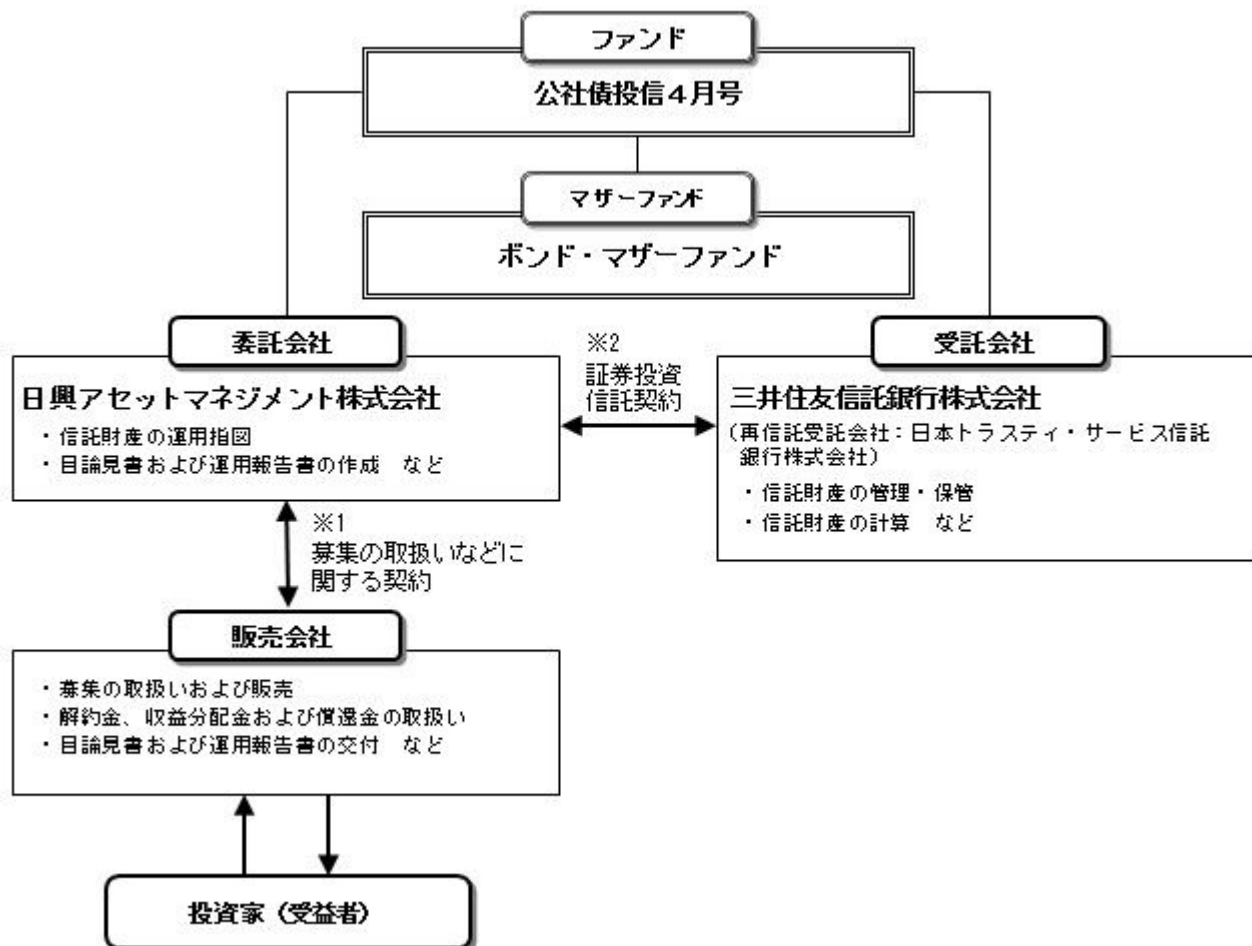 ファンド
公社債投信４月号
マザーファンド
ボンド・マザーファンド
委託会社
日興アセットマネジメント株式会社
・信託財産の運用指図
・目論見書および運用報告書の作成　など
※2
証券投資
信託契約
受託会社
三井住友信託銀行株式会社
（再信託受託会社：日本トラスティ・サービス信託
銀行株式会社）
・信託財産の管理・保管
・信託財産の計算　など
※1
募集の取扱いなどに
関する契約
販売会社
・募集の取扱いおよび販売
・解約金、収益分配金および償還金の取扱い
・目論見書および運用報告書の交付　など
投資家（受益者）